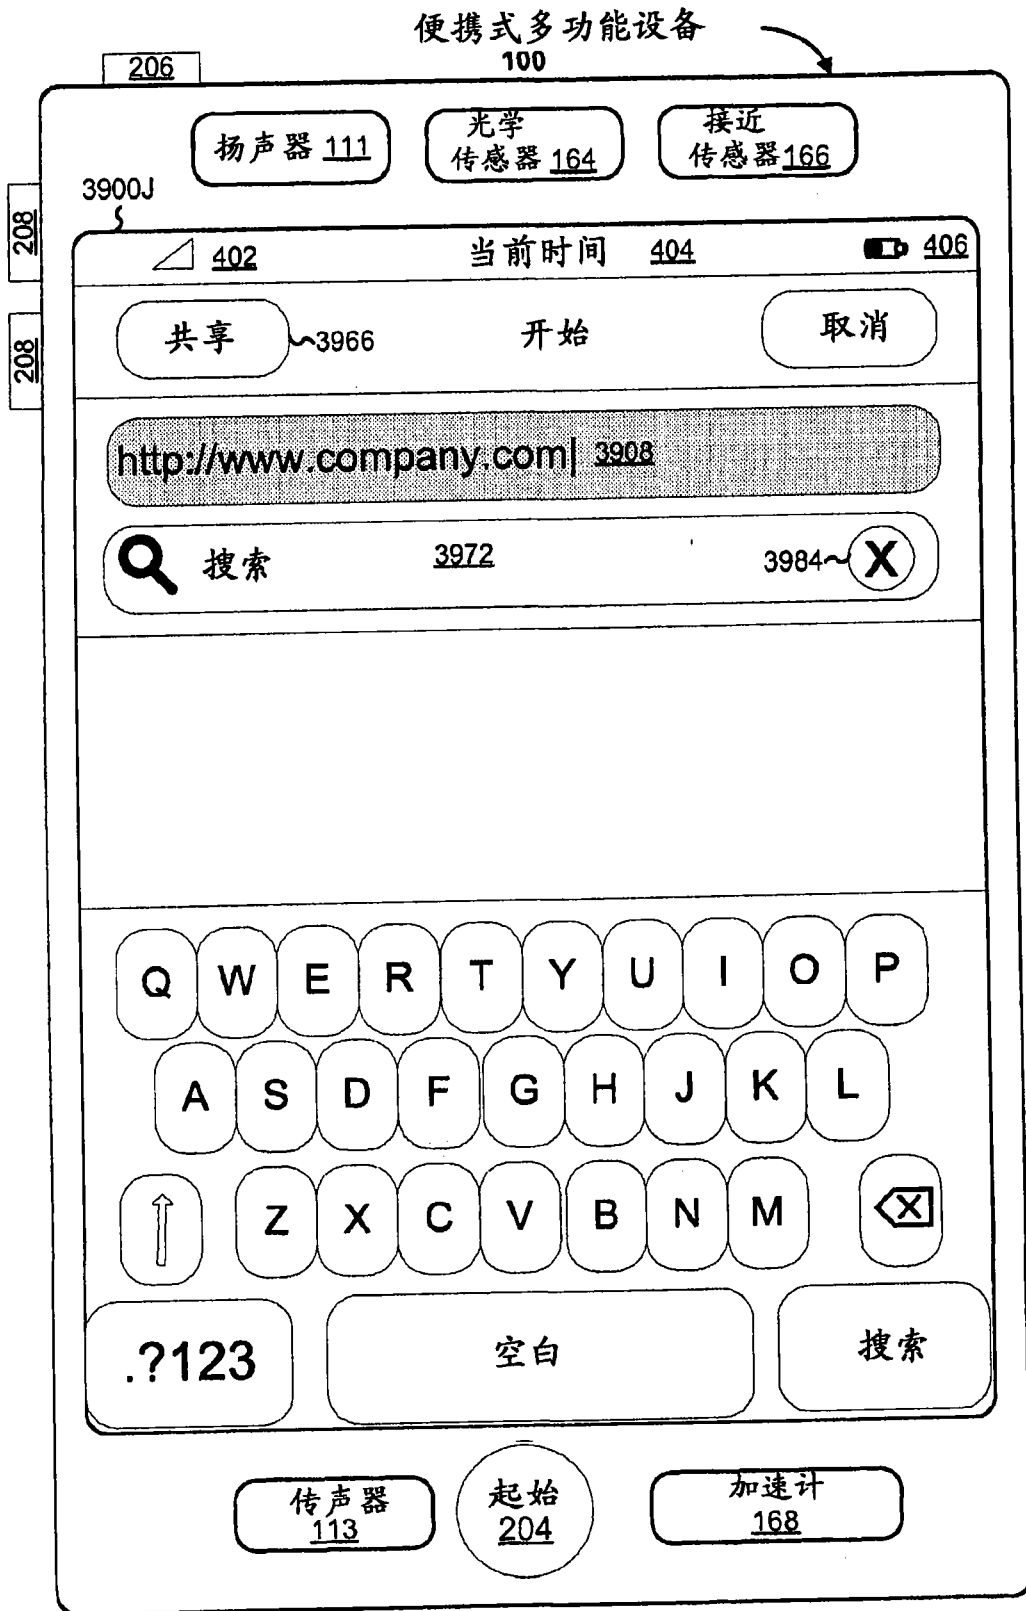 便携式多功能设备
100
206
扬声器 111
光学
传感器 164
接近
传感器 166
3900J
208
208
402
当前时间 404
406
共享
3966
开始
取消
http://www.company.com| 3908
搜索 3972
3984
X
Q W E R T Y U I O P
A S D F G H J K L
Z X C V B N M
.?123
空白
搜索
传声器
113
起始
204
加速计
168